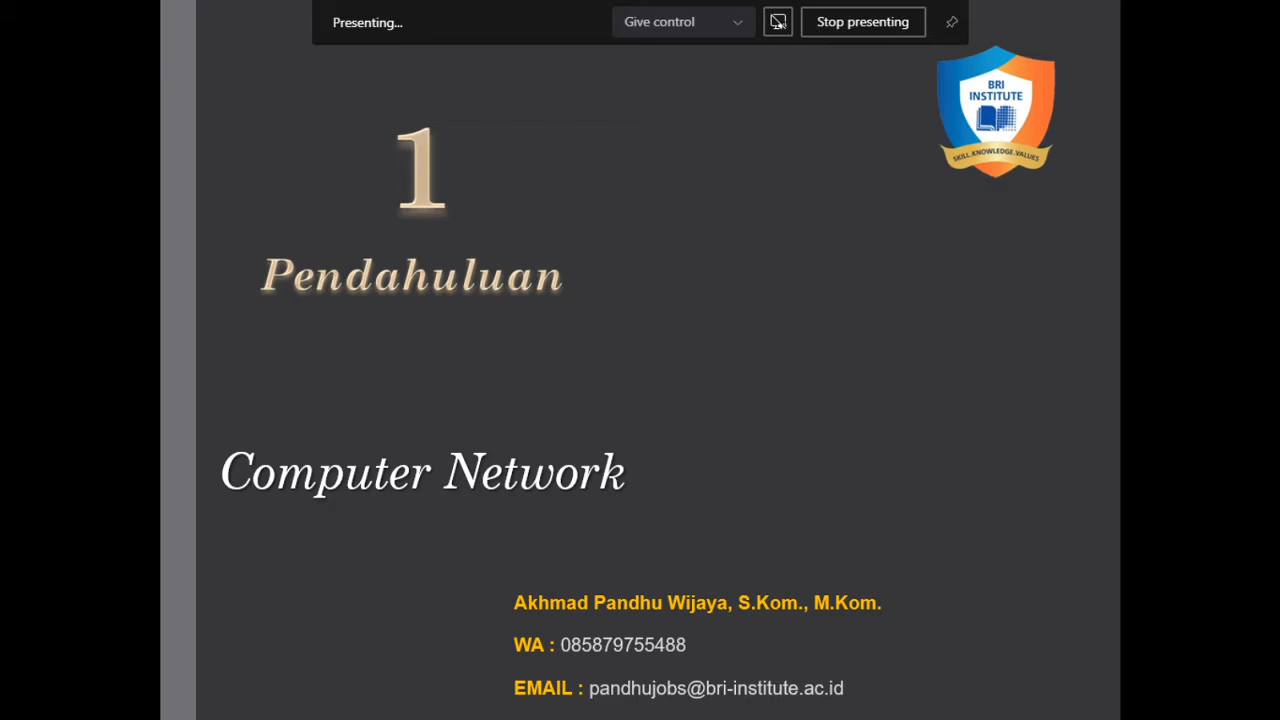 Presenting...
Give control
Stop presenting
BRI
INSTITUTE
SKILL.KNOWLEDGE.VALUES
1
Pendahuluan
Computer Network
Akhmad Pandhu Wijaya, S.Kom., M.Kom.
WA : 085879755488
EMAIL : pandhujobs@bri-institute.ac.id